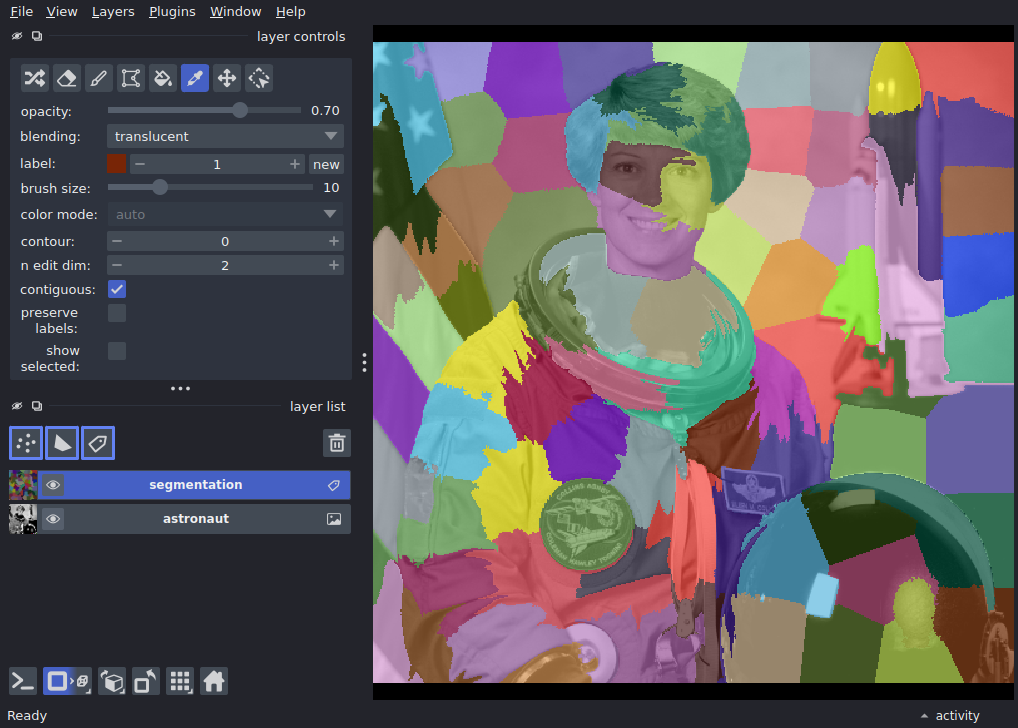 File View Layers Plugins Window Help
layer controls
opacity: 0.70
blending: translucent
label: 1 new
brush size: 10
color mode: auto
contour: 0
n edit dim: 2
contiguous:
preserve
labels:
show
selected:
layer list
segmentation
astronaut
Ready
activity